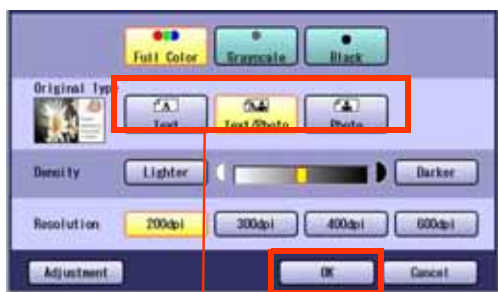 Full Color Grayscale Black
Original Type
Text Text/Photo Photo
Density Lighter Darker
Resolution 200dpi 300dpi 400dpi 600dpi
Adjustment OK Cancel